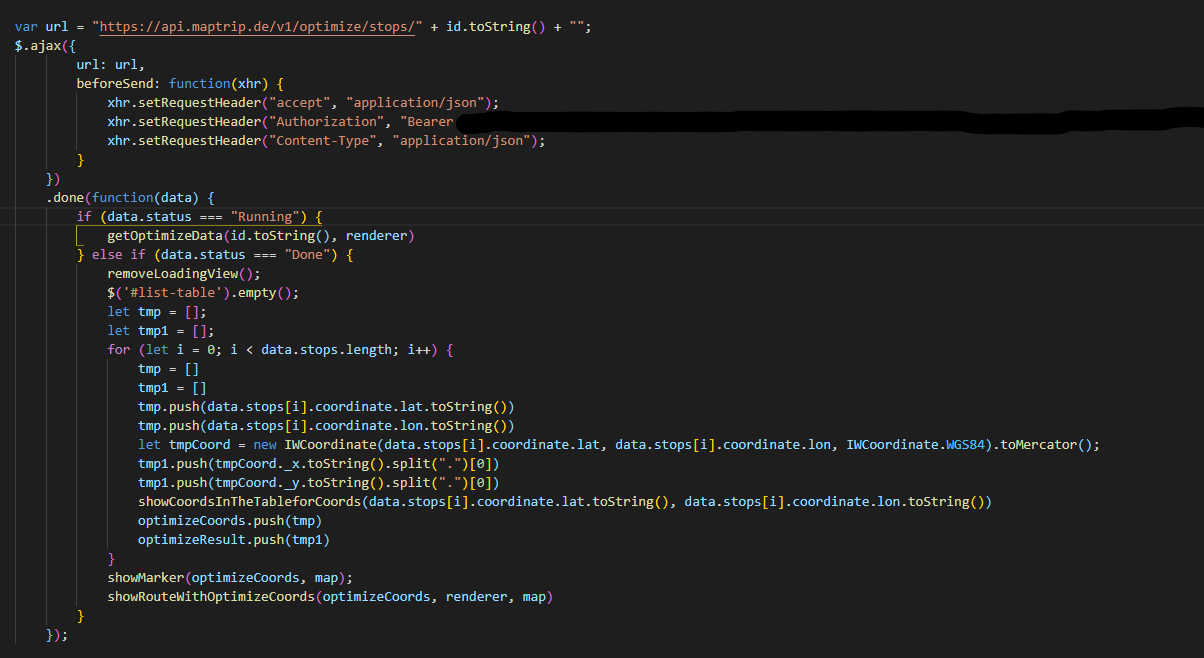 var url = "https://api.maptrip.de/v1/optimize/stops/" + id.toString() + "";
$.ajax({
url: url,
beforeSend: function(xhr) {
xhr.setRequestHeader("accept", "application/json");
xhr.setRequestHeader("Authorization", "Bearer
xhr.setRequestHeader("Content-Type", "application/json");
}
})
.done(function(data) {
if (data.status === "Running") {
getOptimizeData(id.toString(), renderer)
} else if (data.status === "Done") {
removeLoadingView();
$('#list-table').empty();
let tmp = [];
let tmp1 = [];
for (let i = 0; i < data.stops.length; i++) {
tmp = []
tmp1 = []
tmp.push(data.stops[i].coordinate.lat.toString())
tmp.push(data.stops[i].coordinate.lon.toString())
let tmpCoord = new IWCoordinate(data.stops[i].coordinate.lat, data.stops[i].coordinate.lon, IWCoordinate.WGS84).toMercator();
tmp1.push(tmpCoord._x.toString().split(".")[0])
tmp1.push(tmpCoord._y.toString().split(".")[0])
showCoordsInTheTableforCoords(data.stops[i].coordinate.lat.toString(), data.stops[i].coordinate.lon.toString())
optimizeCoords.push(tmp)
optimizeResult.push(tmp1)
}
showMarker(optimizeCoords, map);
showRouteWithOptimizeCoords(optimizeCoords, renderer, map)
}
});